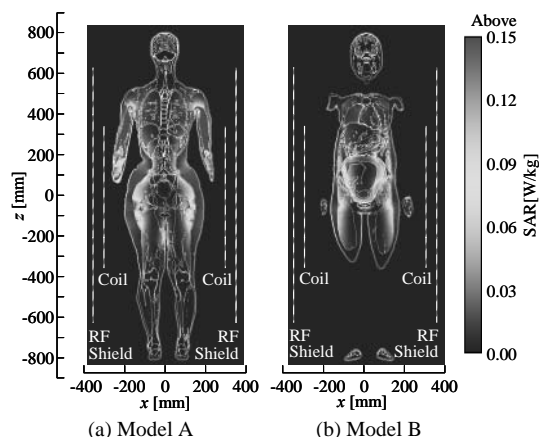 Above
800
600
400
200
0
-200
-400
-600
-800
z [mm]
Coil
Coil
RF
Shield
RF
Shield
Coil
Coil
RF
Shield
RF
Shield
-400 -200 0 200 400
x [mm]
-400 -200 0 200 400
x [mm]
0.15
0.12
0.09
0.06
0.03
0.00
SAR[W/kg]
(a) Model A
(b) Model B